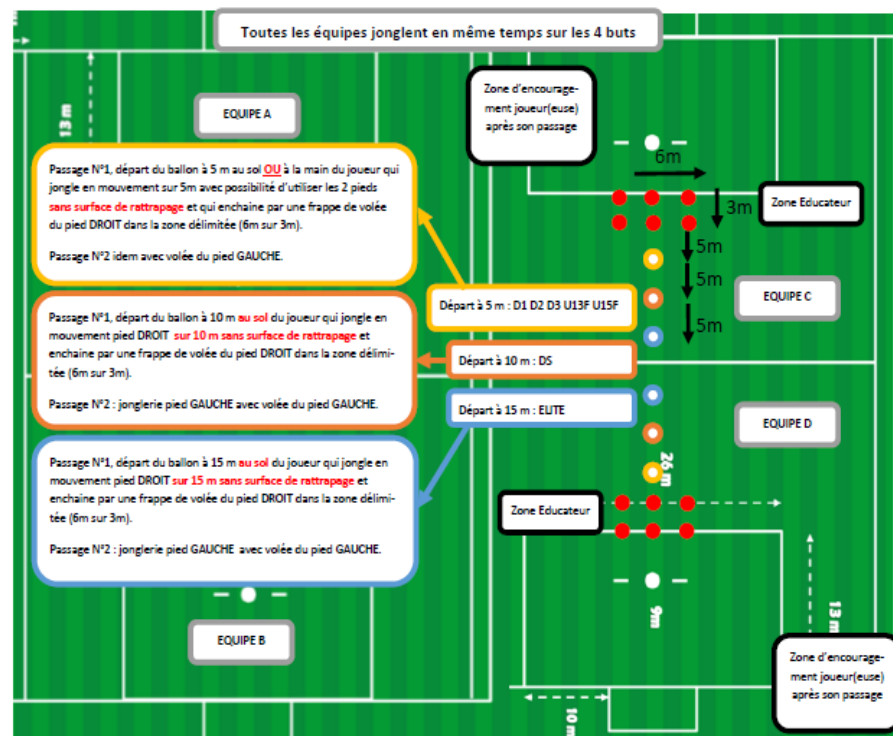 Toutes les équipes jonglent en même temps sur les 4 buts
13 m
EQUIPE A
Passage N°1, départ du ballon à 5 m au sol OU à la main du joueur qui
jongle en mouvement sur 5m avec possibilité d'utiliser les 2 pieds
sans surface de rattrapage et qui enchaine par une frappe de volée
du pied DROIT dans la zone délimitée (6m sur 3m).
Passage N°2 idem avec volée du pied GAUCHE.
Passage N°1, départ du ballon à 10 m au sol du joueur qui jongle en
mouvement pied DROIT sur 10 m sans surface de rattrapage et
enchaine par une frappe de volée du pied DROIT dans la zone délimi-
tée (6m sur 3m).
Passage N°2 : jonglerie pied GAUCHE avec volée du pied GAUCHE.
Passage N°1, départ du ballon à 15 m au sol du joueur qui jongle en
mouvement pied DROIT sur 15 m sans surface de rattrapage et
enchaine par une frappe de volée du pied DROIT dans la zone délimi-
tée (6m sur 3m).
Passage N°2 : jonglerie pied GAUCHE avec volée du pied GAUCHE.
EQUIPE B
Zone d'encourage-
ment joueur(euse)
après son passage
6m
3m
Zone Educateur
5m
5m
5m
EQUIPE C
Départ à 5 m : D1 D2 D3 U13F U15F
Départ à 10 m : DS
Départ à 15 m : ELITE
EQUIPE D
26 m
Zone Educateur
9m
13 m
10 m
Zone d'encourage-
ment joueur(euse)
après son passage